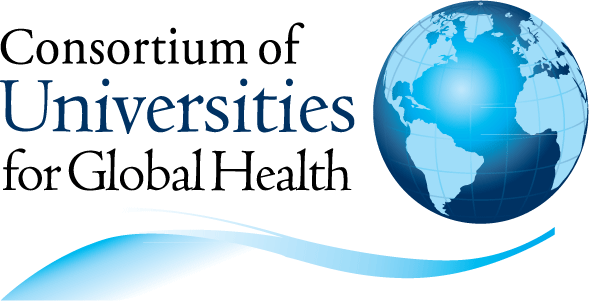 Consortium of
Universities
for Global Health